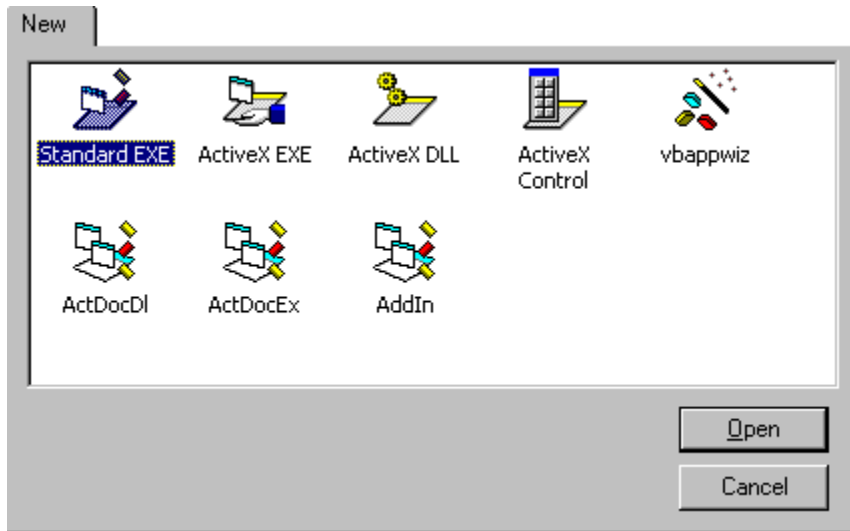 New
Standard EXE ActiveX EXE ActiveX DLL ActiveX Control vbappwiz
ActDocDl ActDocEx AddIn
Open
Cancel